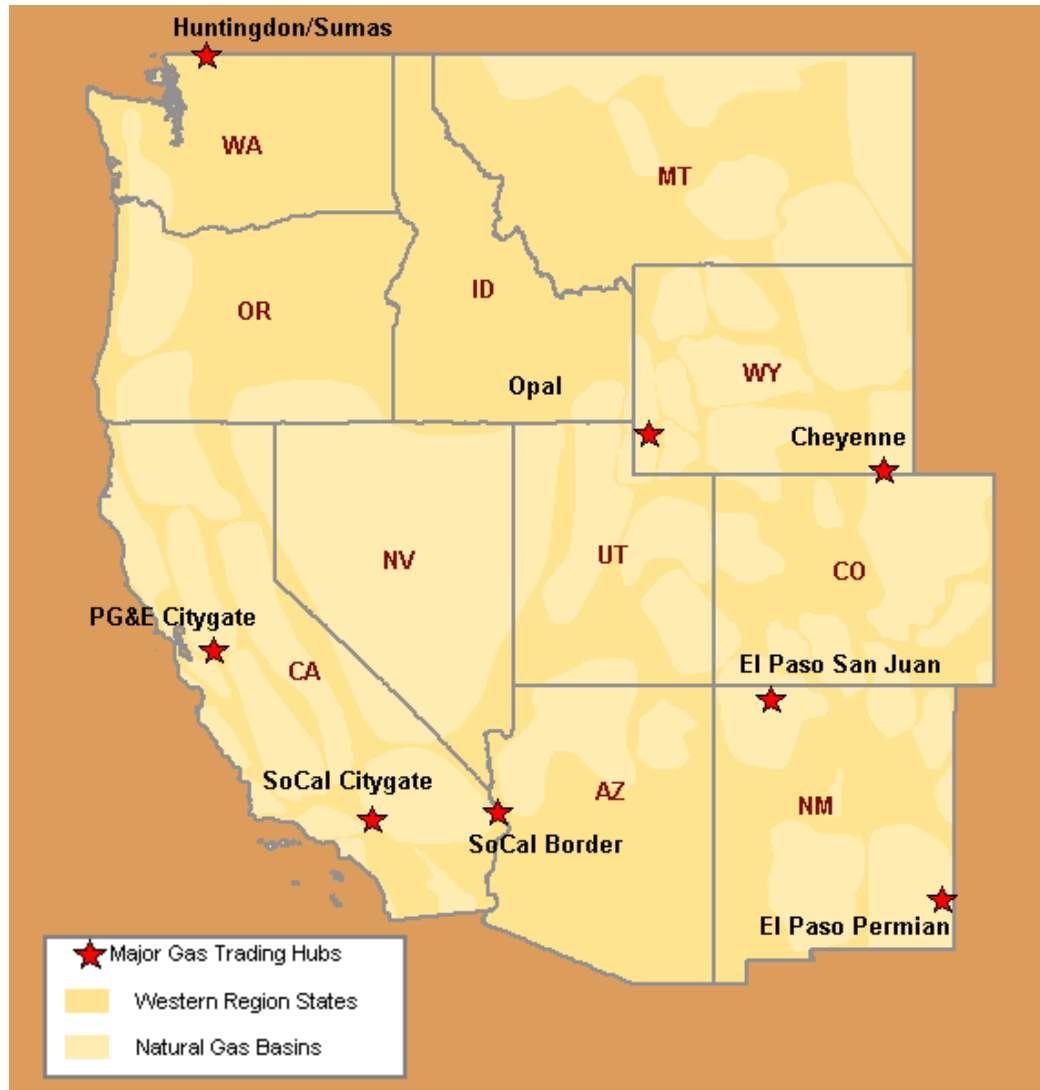 Huntingdon/Sumas
WA
MT
ID
OR
WY
Opal
Cheyenne
NV
UT
CO
PG&E Citygate
CA
El Paso San Juan
SoCal Citygate
AZ
NM
SoCal Border
El Paso Permian
Major Gas Trading Hubs
Western Region States
Natural Gas Basins